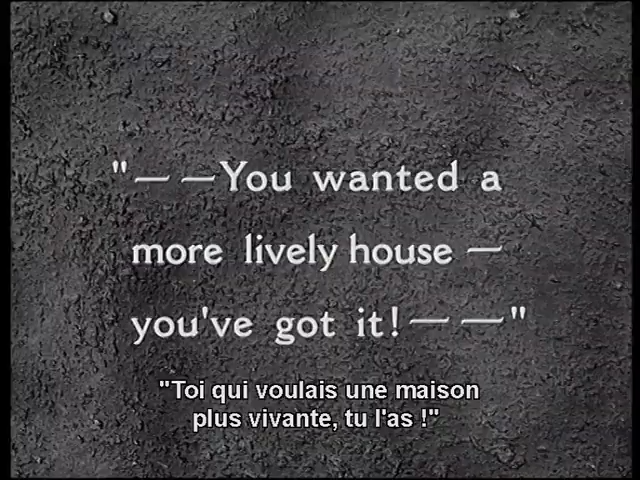 "— —You wanted a
more lively house —
you've got it!— —"
"Toi qui voulais une maison
plus vivante, tu l'as !"